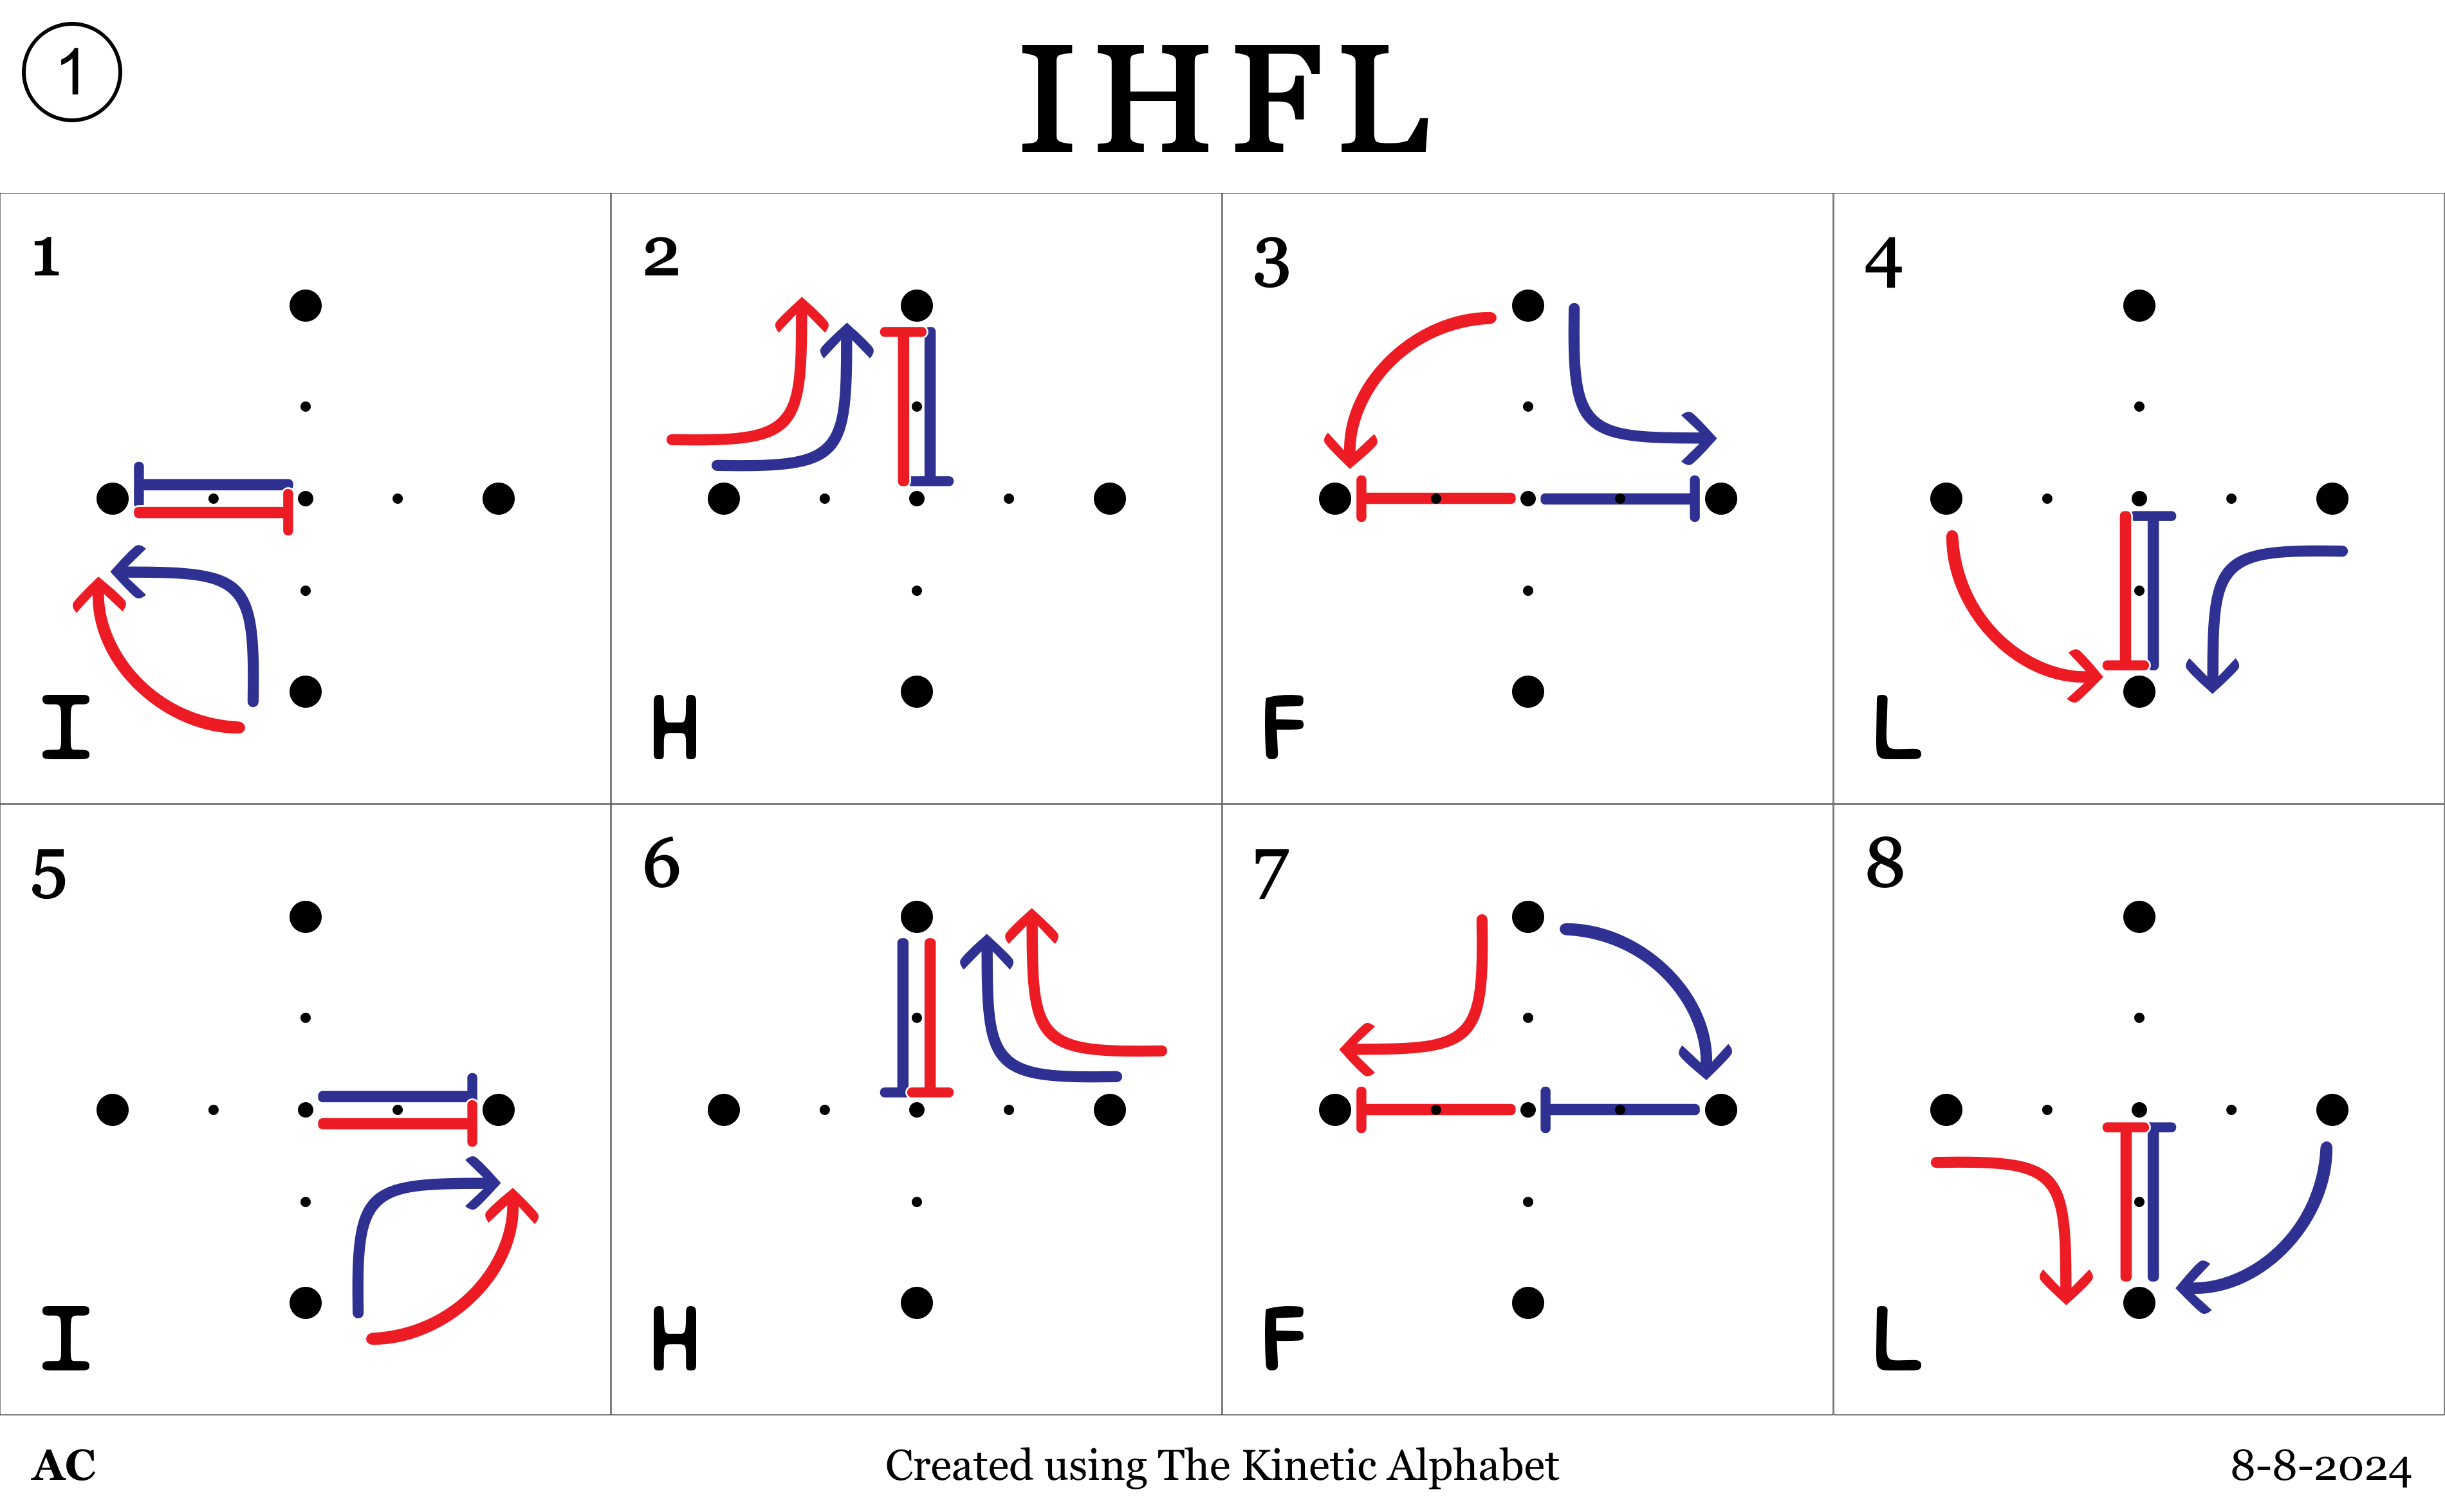 1
IHFL
1 2 3 4
I H F L
5 6 7 8
I H F L
AC Created using The Kinetic Alphabet 8-8-2024